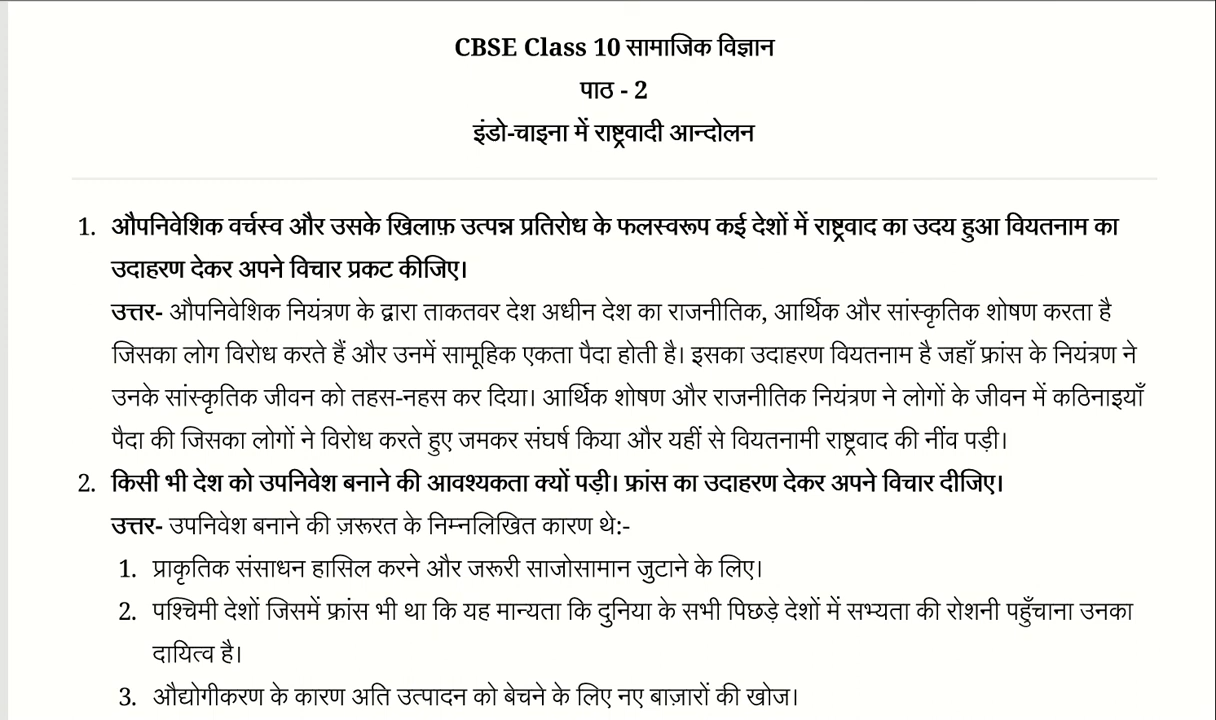 CBSE Class 10 सामाजिक विज्ञान
पाठ - 2
इंडो-चाइना में राष्ट्रवादी आन्दोलन
1. औपनिवेशिक वर्चस्व और उसके खिलाफ़ उत्पन्न प्रतिरोध के फलस्वरूप कई देशों में राष्ट्रवाद का उदय हुआ वियतनाम का
उदाहरण देकर अपने विचार प्रकट कीजिए।
उत्तर- औपनिवेशिक नियंत्रण के द्वारा ताकतवर देश अधीन देश का राजनीतिक, आर्थिक और सांस्कृतिक शोषण करता है
जिसका लोग विरोध करते हैं और उनमें सामूहिक एकता पैदा होती है। इसका उदाहरण वियतनाम है जहाँ फ्रांस के नियंत्रण ने
उनके सांस्कृतिक जीवन को तहस-नहस कर दिया। आर्थिक शोषण और राजनीतिक नियंत्रण ने लोगों के जीवन में कठिनाइयाँ
पैदा की जिसका लोगों ने विरोध करते हुए जमकर संघर्ष किया और यहीं से वियतनामी राष्ट्रवाद की नींव पड़ी।
2. किसी भी देश को उपनिवेश बनाने की आवश्यकता क्यों पड़ी। फ्रांस का उदाहरण देकर अपने विचार दीजिए।
उत्तर- उपनिवेश बनाने की ज़रूरत के निम्नलिखित कारण थे:-
1. प्राकृतिक संसाधन हासिल करने और जरूरी साजोसामान जुटाने के लिए।
2. पश्चिमी देशों जिसमें फ्रांस भी था कि यह मान्यता कि दुनिया के सभी पिछड़े देशों में सभ्यता की रोशनी पहुँचाना उनका
दायित्व है।
3. औद्योगीकरण के कारण अति उत्पादन को बेचने के लिए नए बाज़ारों की खोज।